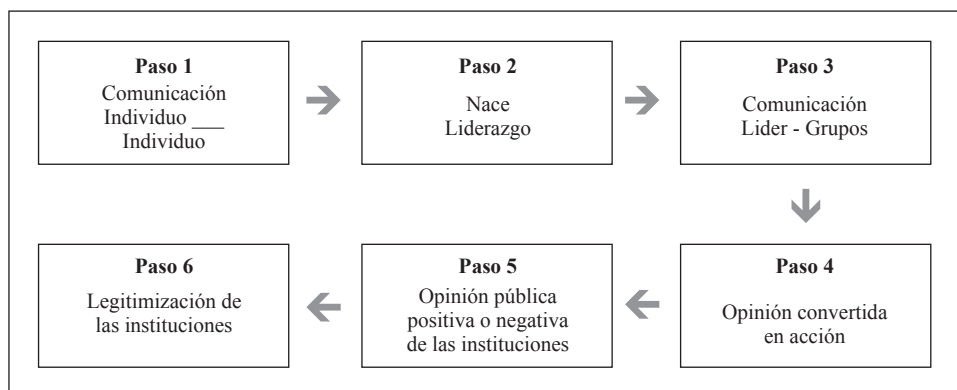 Paso 1
Comunicación
Individuo ___
Individuo
Paso 2
Nace
Liderazgo
Paso 3
Comunicación
Lider - Grupos
Paso 4
Opinión convertida
en acción
Paso 5
Opinión pública
positiva o negativa
de las instituciones
Paso 6
Legitimización de
las instituciones